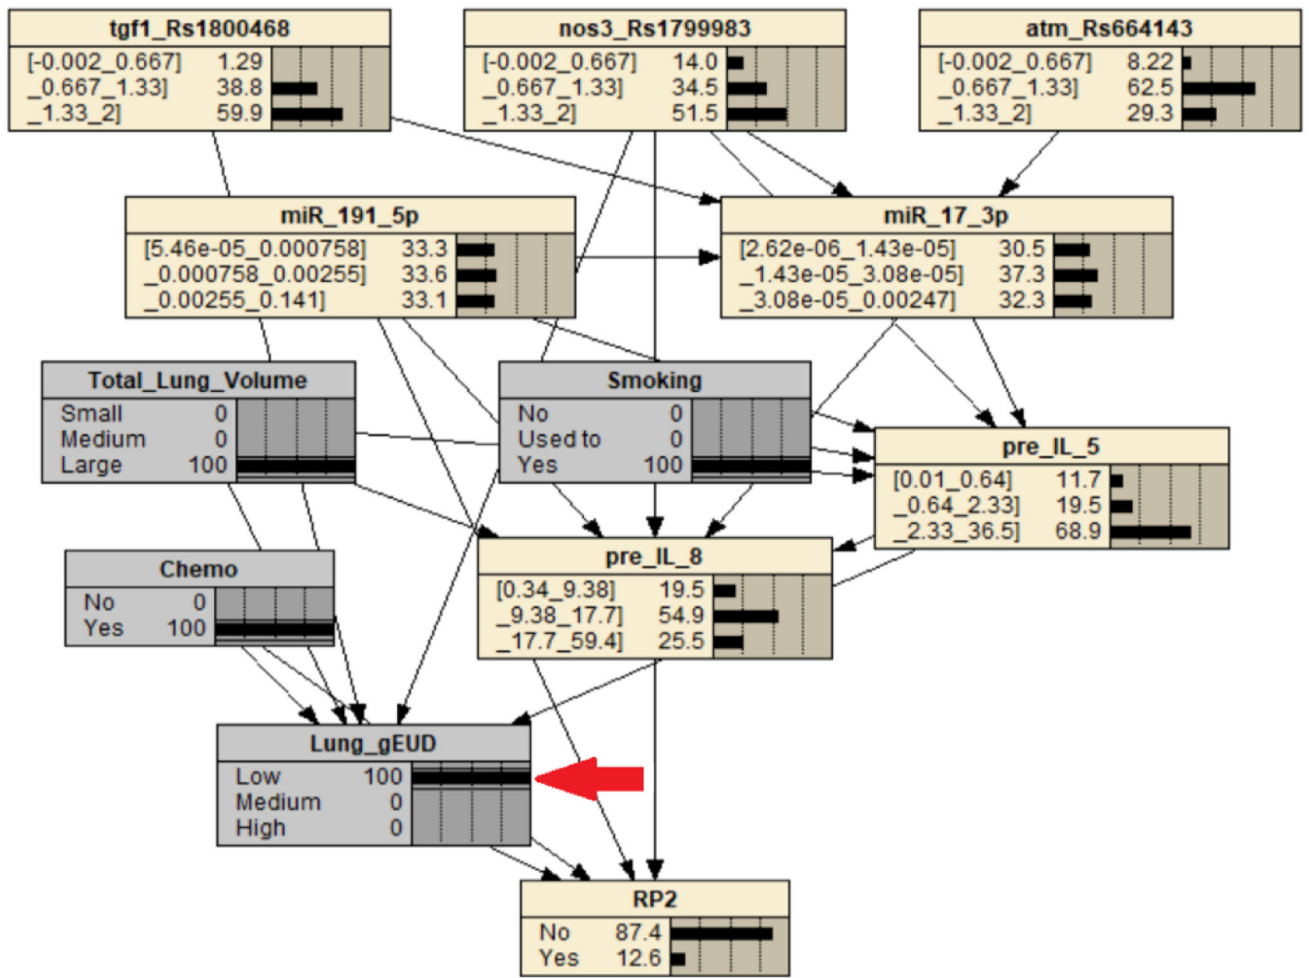 tgf1_Rs1800468
[-0.002_0.667] 1.29
_0.667_1.33] 38.8
_1.33_2] 59.9
nos3_Rs1799983
[-0.002_0.667] 14.0
_0.667_1.33] 34.5
_1.33_2] 51.5
atm_Rs664143
[-0.002_0.667] 8.22
_0.667_1.33] 62.5
_1.33_2] 29.3
miR_191_5p
[5.46e-05_0.000758] 33.3
_0.000758_0.00255] 33.6
_0.00255_0.141] 33.1
miR_17_3p
[2.62e-06_1.43e-05] 30.5
_1.43e-05_3.08e-05] 37.3
_3.08e-05_0.00247] 32.3
Total_Lung_Volume
Small 0
Medium 0
Large 100
Smoking
No 0
Used to 0
Yes 100
pre_IL_5
[0.01_0.64] 11.7
_0.64_2.33] 19.5
_2.33_36.5] 68.9
Chemo
No 0
Yes 100
pre_IL_8
[0.34_9.38] 19.5
_9.38_17.7] 54.9
_17.7_59.4] 25.5
Lung_gEUD
Low 100
Medium 0
High 0
RP2
No 87.4
Yes 12.6